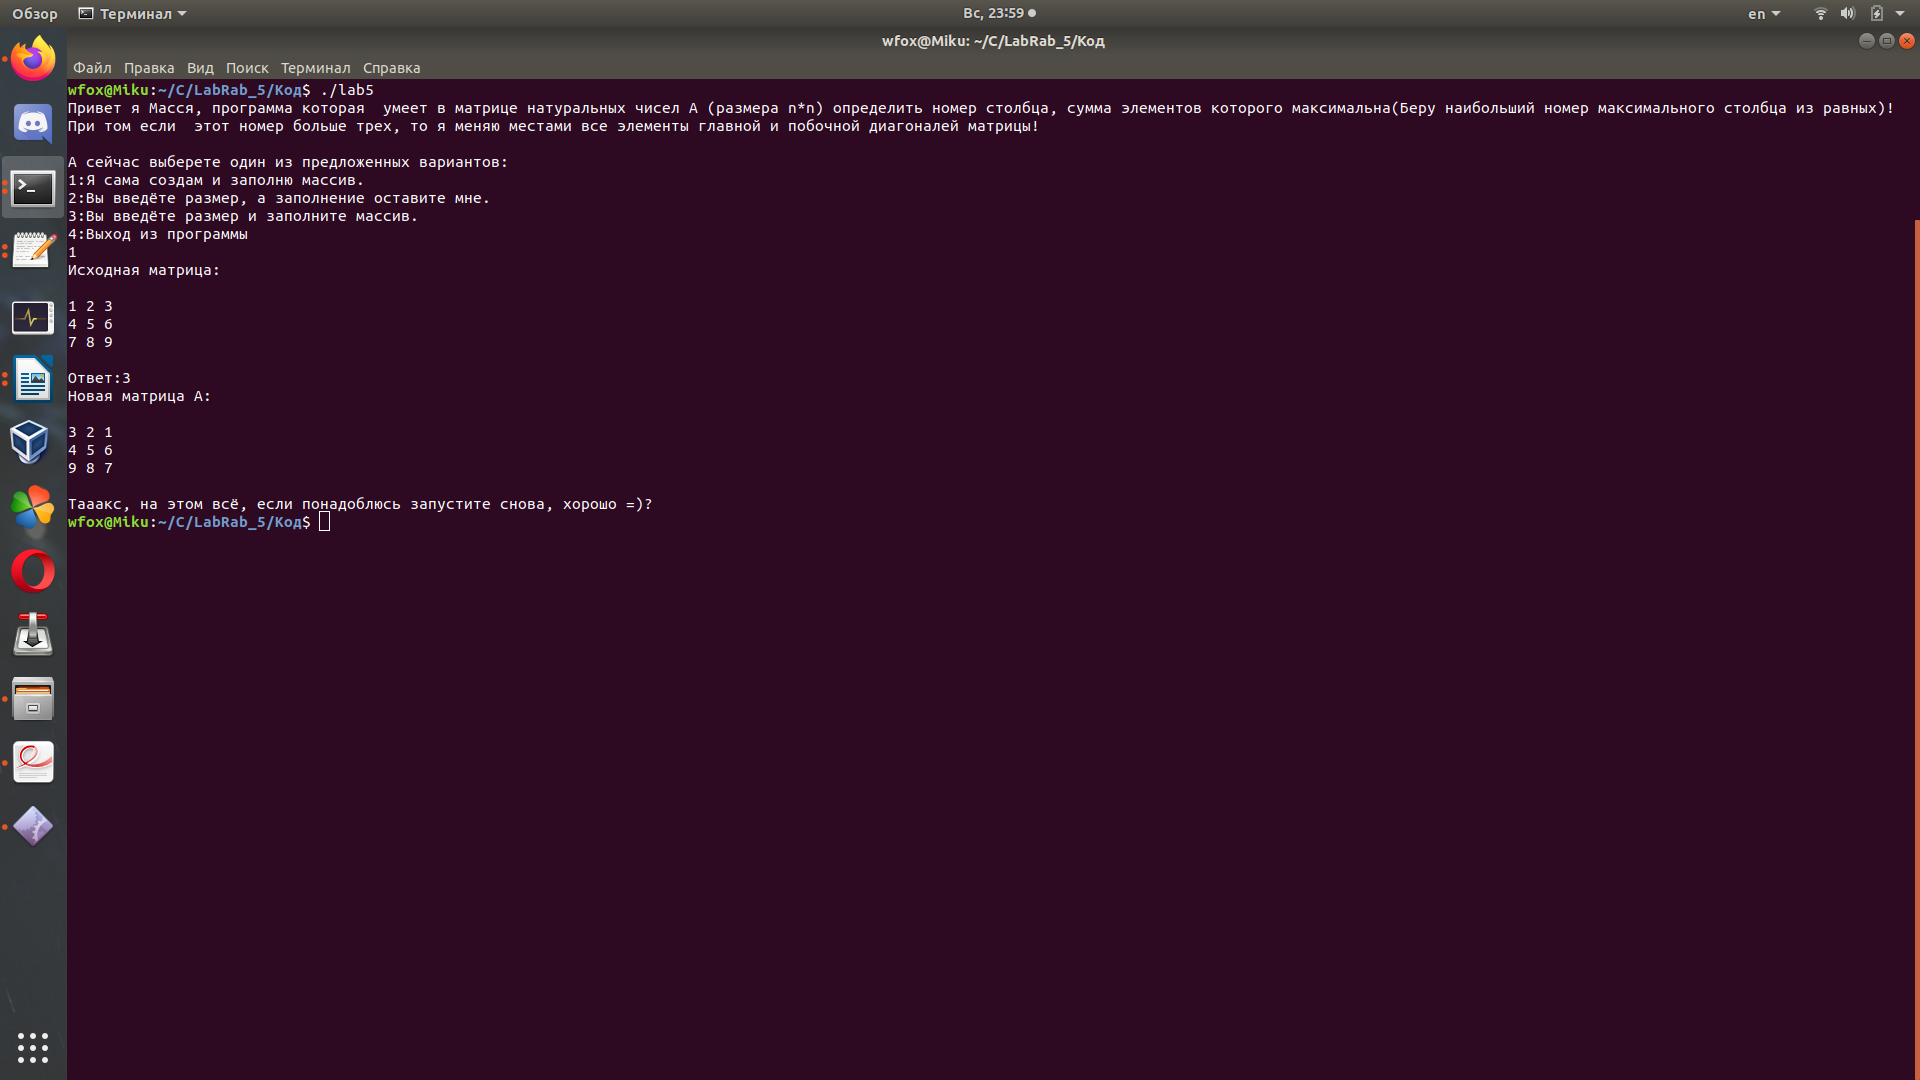 Обзор Терминал Вс, 23:59 en
wfox@Miku: ~/C/LabRab_5/Код
Файл Правка Вид Поиск Терминал Справка
wfox@Miku:~/C/LabRab_5/Код$ ./lab5
Привет я Масся, программа которая  умеет в матрице натуральных чисел А (размера n*n) определить номер столбца, сумма элементов которого максимальна(Беру наибольший номер максимального столбца из равных)!
При том если  этот номер больше трех, то я меняю местами все элементы главной и побочной диагоналей матрицы!
А сейчас выберете один из предложенных вариантов:
1:Я сама создам и заполню массив.
2:Вы введёте размер, а заполнение оставите мне.
3:Вы введёте размер и заполните массив.
4:Выход из программы
1
Исходная матрица:
1 2 3
4 5 6
7 8 9
Ответ:3
Новая матрица А:
3 2 1
4 5 6
9 8 7
Тааакс, на этом всё, если понадоблюсь запустите снова, хорошо =)?
wfox@Miku:~/C/LabRab_5/Код$